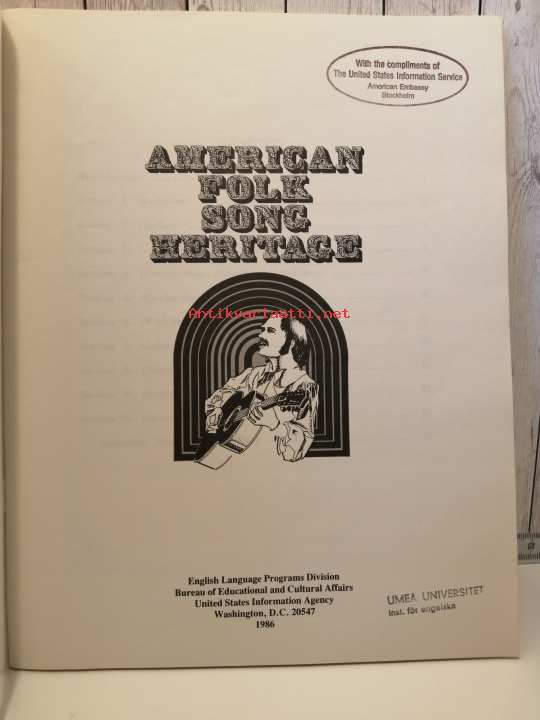 With the compliments of
The United States Information Service
American Embassy
Stockholm
AMERICAN
FOLK
SONG
HERITAGE
Antikvariaatti.net
English Language Programs Division
Bureau of Educational and Cultural Affairs
United States Information Agency
Washington, D.C. 20547
1986
UMEÅ UNIVERSITET
Inst. för engelska